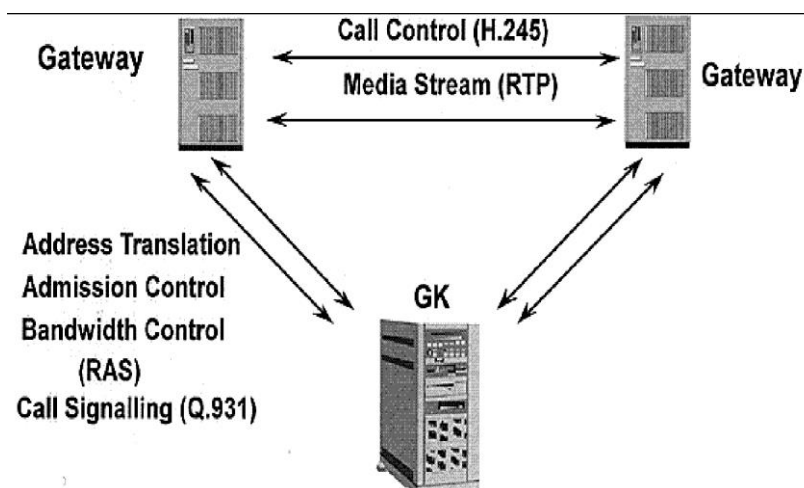 Call Control (H.245)
Gateway
Media Stream (RTP)
Gateway
Address Translation
Admission Control
GK
Bandwidth Control
(RAS)
Call Signalling (Q.931)